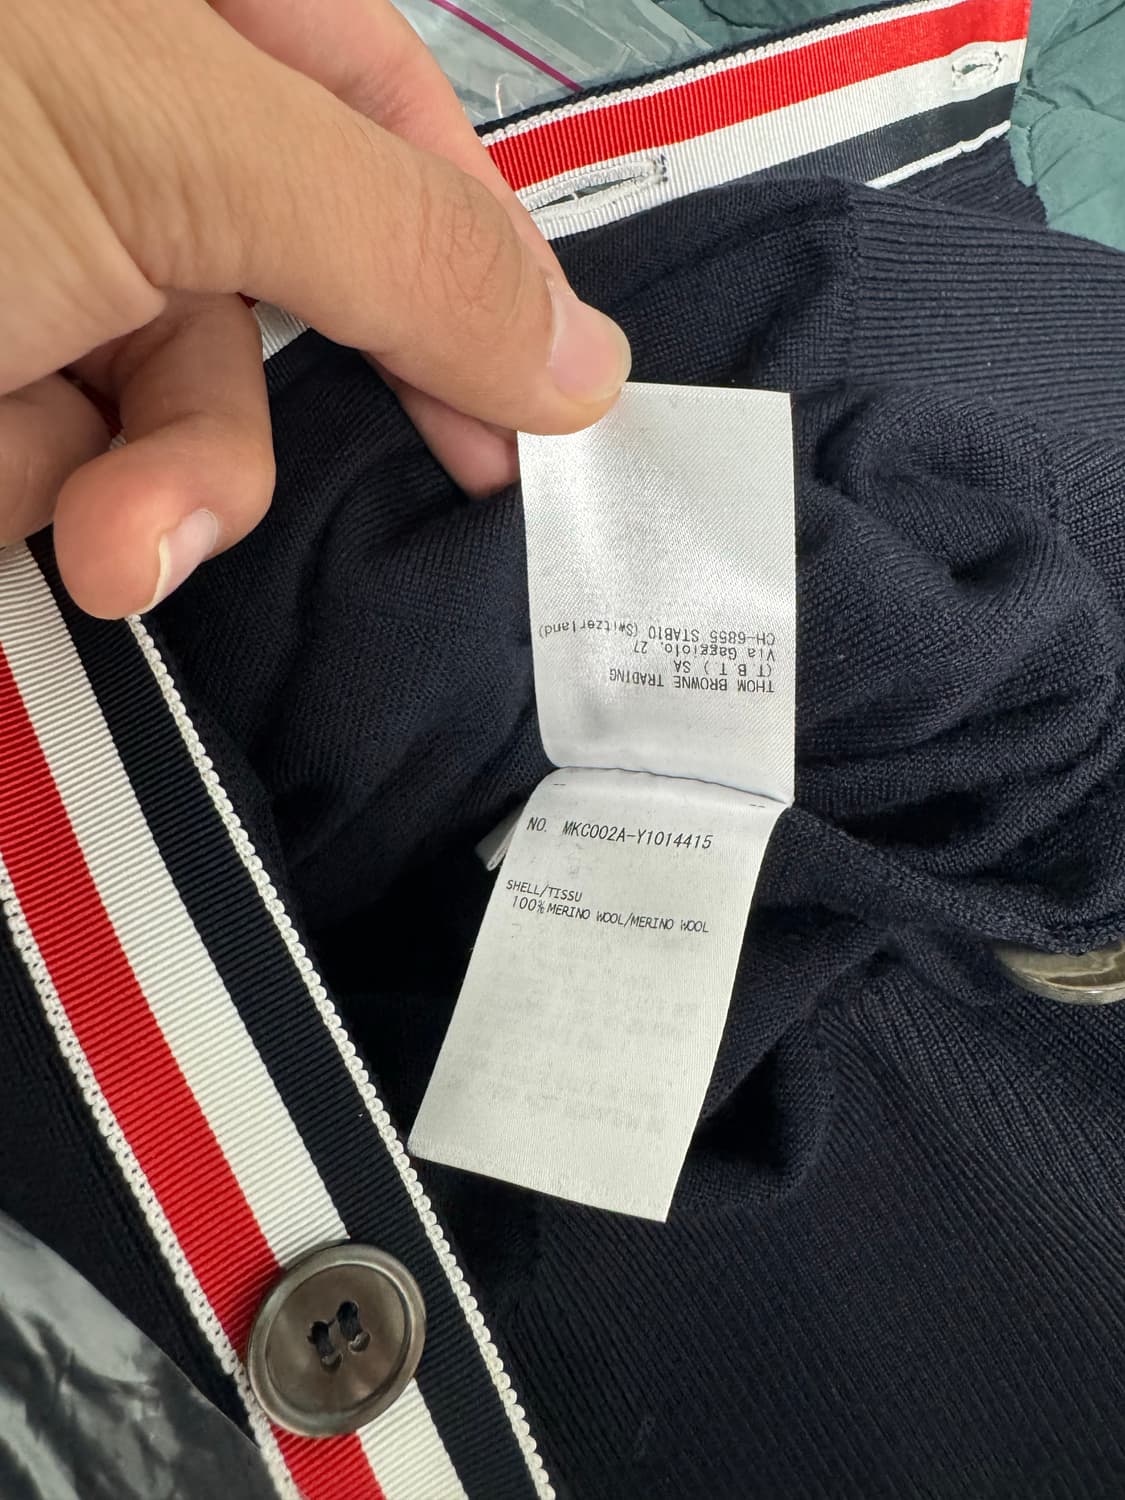 THOM BROWNE TRADING
(T.B.T) SA
Via Gaggiolo, 27
CH-6855 STABIO (Switzerland)
NO. MKC002A-Y1014415
SHELL/TISSU
100% MERINO WOOL/MERINO WOOL